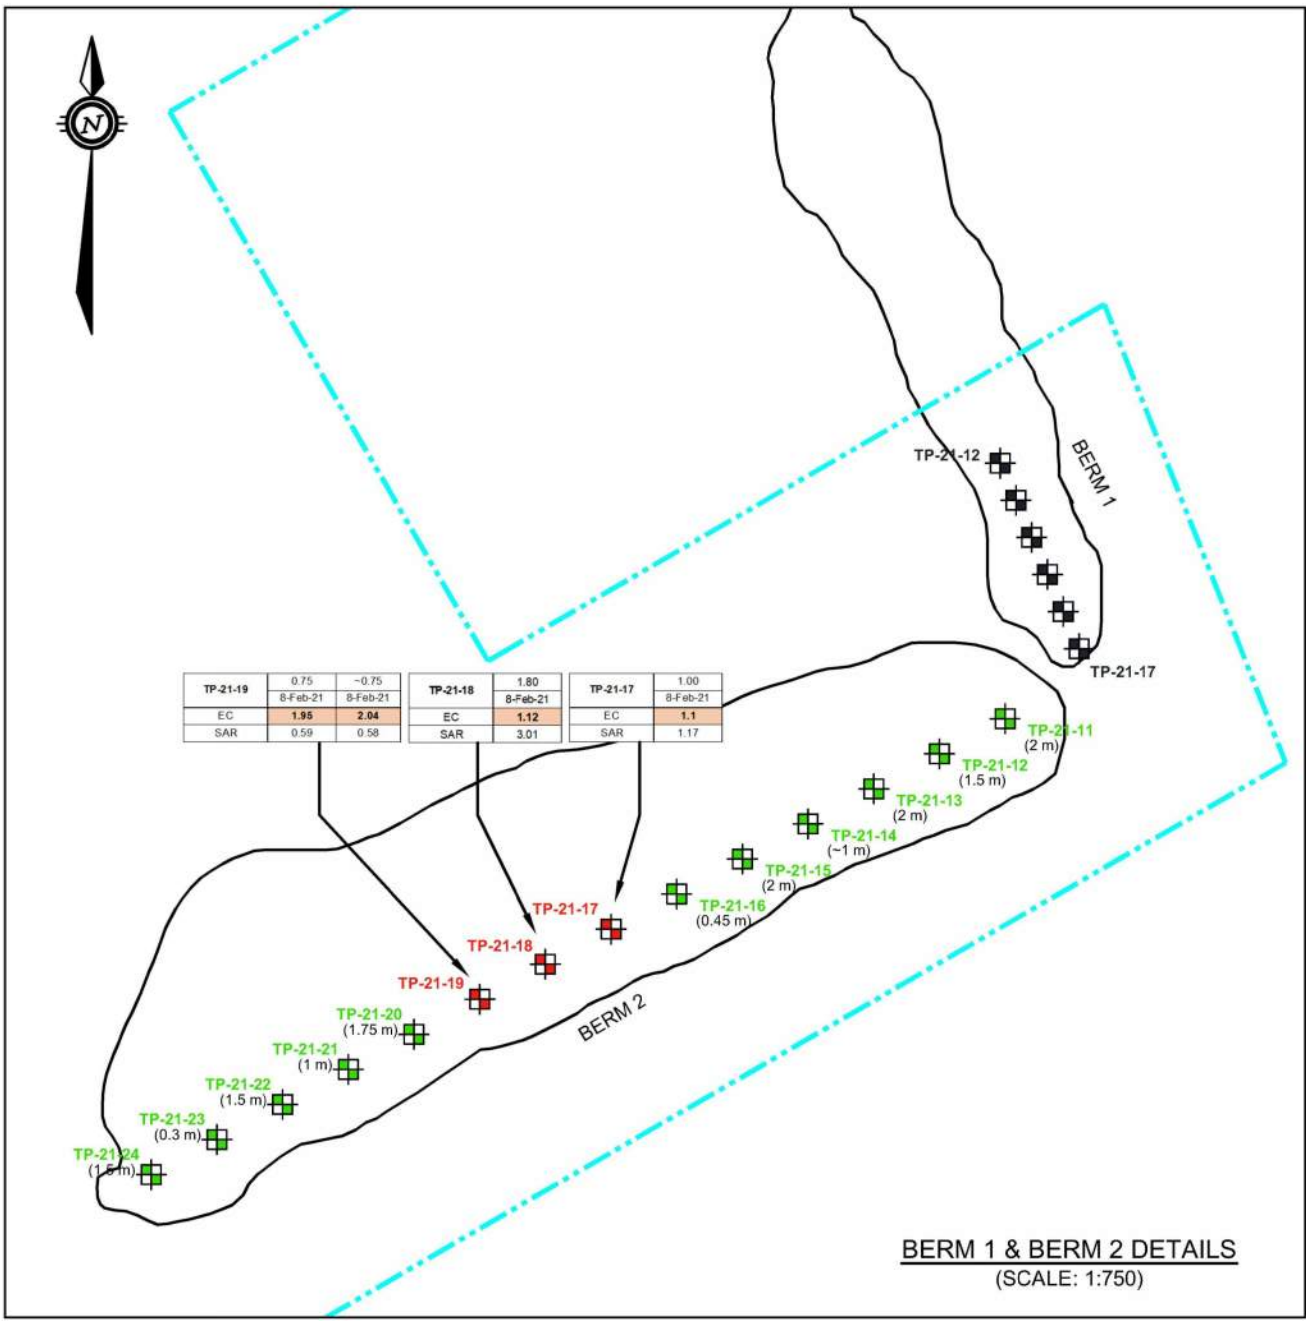 N
TP-21-12
BERM 1
TP-21-17
TP-21-19 0.75 ~0.75
8-Feb-21 8-Feb-21
EC 1.95 2.04
SAR 0.59 0.58
TP-21-18 1.80
8-Feb-21
EC 1.12
SAR 3.01
TP-21-17 1.00
8-Feb-21
EC 1.1
SAR 1.17
TP-21-11
(2 m)
TP-21-12
(1.5 m)
TP-21-13
(2 m)
TP-21-14
(~1 m)
TP-21-15
(2 m)
TP-21-16
(0.45 m)
TP-21-17
TP-21-18
TP-21-19
BERM 2
TP-21-20
(1.75 m)
TP-21-21
(1 m)
TP-21-22
(1.5 m)
TP-21-23
(0.3 m)
TP-21-24
(1.5 m)
BERM 1 & BERM 2 DETAILS
(SCALE: 1:750)